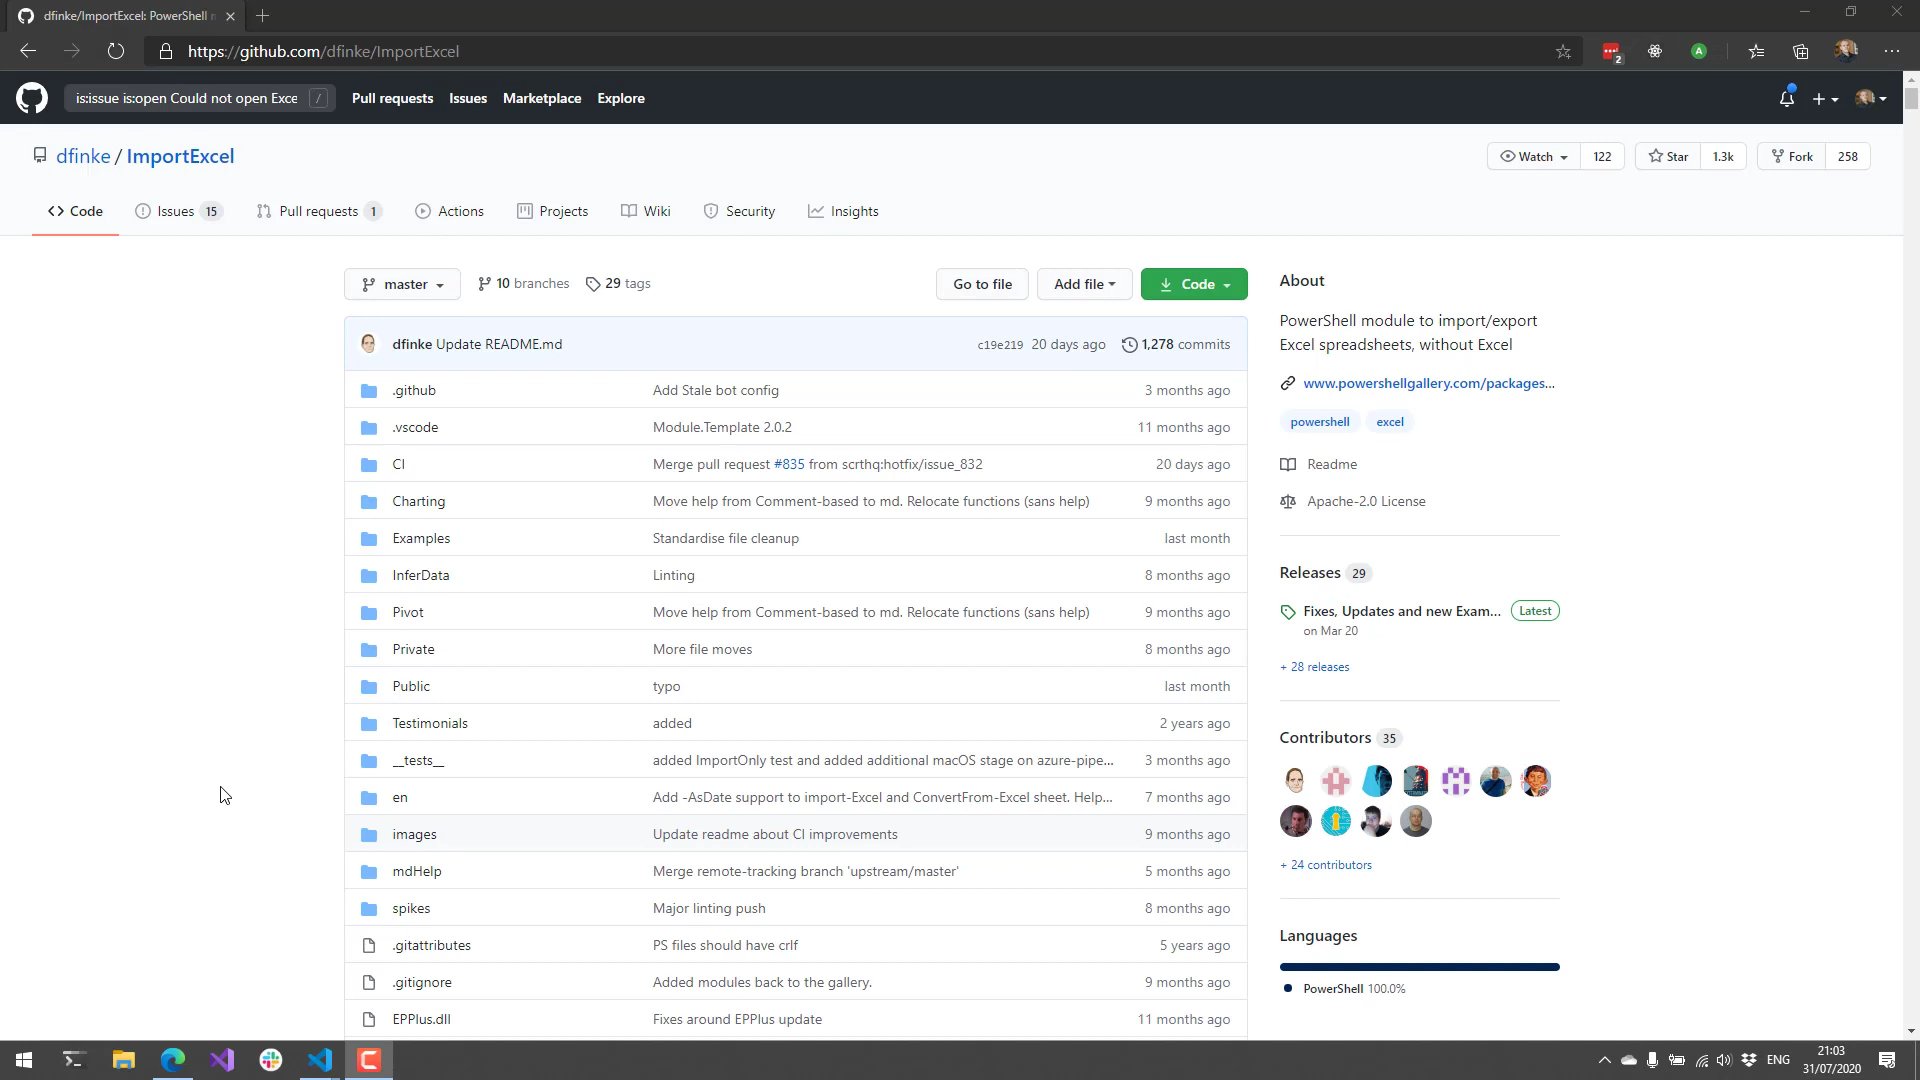 dfinke/ImportExcel: PowerShell
https://github.com/dfinke/ImportExcel
2
A
is:issue is:open Could not open Exce /
Pull requests Issues Marketplace Explore
dfinke / ImportExcel
Watch 122 Star 1.3k Fork 258
Code Issues 15 Pull requests 1 Actions Projects Wiki Security Insights
master 10 branches 29 tags Go to file Add file Code
dfinke Update README.md c19e219 20 days ago 1,278 commits
.github Add Stale bot config 3 months ago
.vscode Module.Template 2.0.2 11 months ago
CI Merge pull request #835 from scrthq:hotfix/issue_832 20 days ago
Charting Move help from Comment-based to md. Relocate functions (sans help) 9 months ago
Examples Standardise file cleanup last month
InferData Linting 8 months ago
Pivot Move help from Comment-based to md. Relocate functions (sans help) 9 months ago
Private More file moves 8 months ago
Public typo last month
Testimonials added 2 years ago
__tests__ added ImportOnly test and added additional macOS stage on azure-pipe... 3 months ago
en Add -AsDate support to import-Excel and ConvertFrom-Excel sheet. Help... 7 months ago
images Update readme about CI improvements 9 months ago
mdHelp Merge remote-tracking branch 'upstream/master' 5 months ago
spikes Major linting push 8 months ago
.gitattributes PS files should have crlf 5 years ago
.gitignore Added modules back to the gallery. 9 months ago
EPPlus.dll Fixes around EPPlus update 11 months ago
About
PowerShell module to import/export
Excel spreadsheets, without Excel
www.powershellgallery.com/packages...
powershell excel
Readme
Apache-2.0 License
Releases 29
Fixes, Updates and new Exam... Latest
on Mar 20
+ 28 releases
Contributors 35
+ 24 contributors
Languages
PowerShell 100.0%
ENG
21:03
31/07/2020